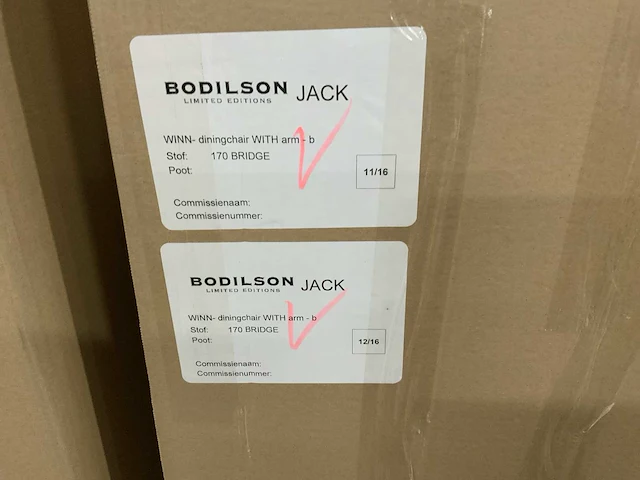 BODILSON JACK
LIMITED EDITIONS
WINN- diningchair WITH arm - b
Stof: 170 BRIDGE
Poot:
11/16
Commissienaam:
Commissienummer:
BODILSON JACK
LIMITED EDITIONS
WINN- diningchair WITH arm - b
Stof: 170 BRIDGE
Poot:
12/16
Commissienaam:
Commissienummer: